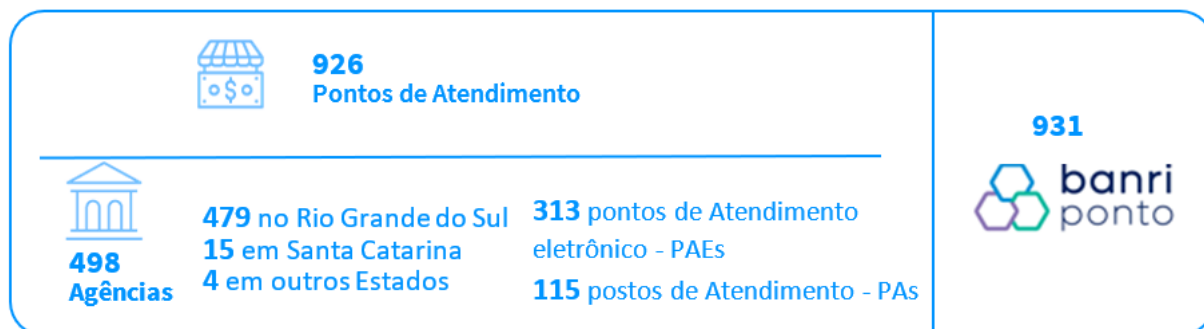 926
Pontos de Atendimento
498
Agências
479 no Rio Grande do Sul
15 em Santa Catarina
4 em outros Estados
313 pontos de Atendimento
eletrônico - PAEs
115 postos de Atendimento - PAs
931
banri
ponto